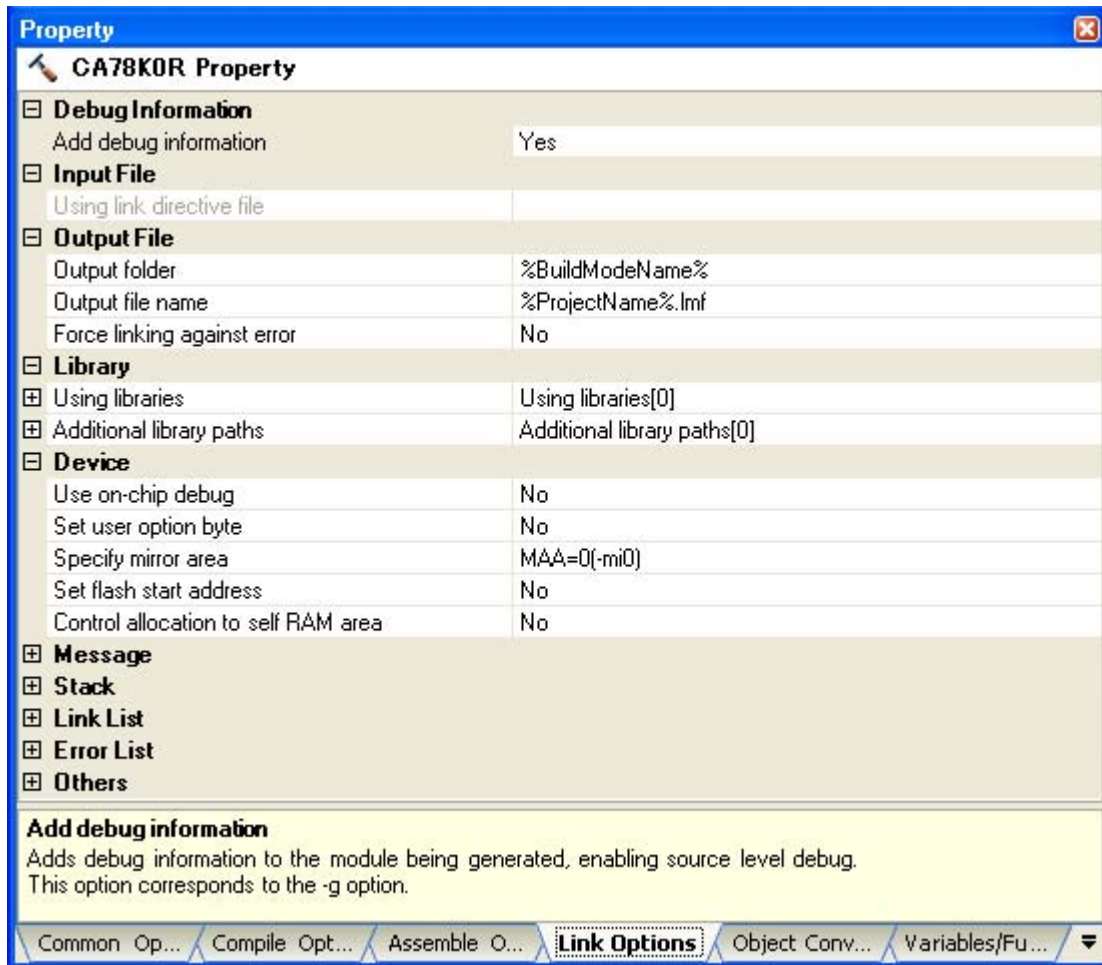 Property
CA78K0R Property
Debug Information
Add debug information Yes
Input File
Using link directive file
Output File
Output folder %BuildModeName%
Output file name %ProjectName%.lmf
Force linking against error No
Library
Using libraries Using libraries[0]
Additional library paths Additional library paths[0]
Device
Use on-chip debug No
Set user option byte No
Specify mirror area MAA=0(-mi0)
Set flash start address No
Control allocation to self RAM area No
Message
Stack
Link List
Error List
Others
Add debug information
Adds debug information to the module being generated, enabling source level debug.
This option corresponds to the -g option.
Common Op... Compile Opt... Assemble O... Link Options Object Conv... Variables/Fu...